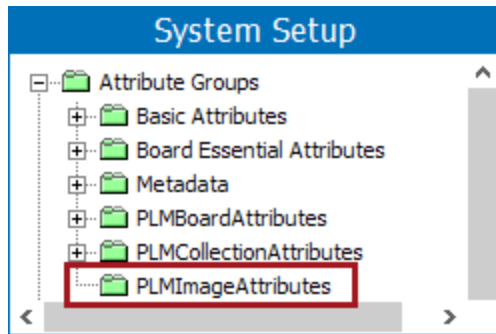 System Setup
Attribute Groups
Basic Attributes
Board Essential Attributes
Metadata
PLMBoardAttributes
PLMCollectionAttributes
PLMImageAttributes